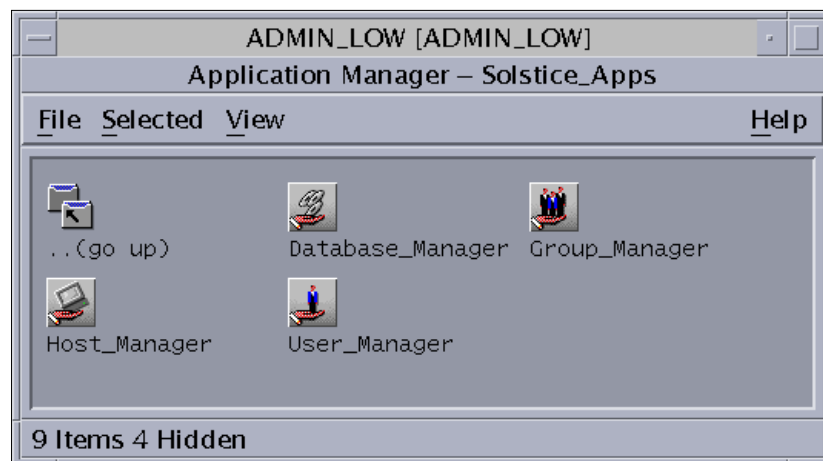 ADMIN_LOW [ADMIN_LOW]
Application Manager – Solstice_Apps
File Selected View Help
..(go up) Database_Manager Group_Manager
Host_Manager User_Manager
9 Items 4 Hidden